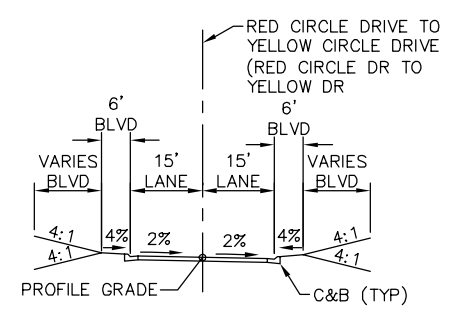 RED CIRCLE DRIVE TO
YELLOW CIRCLE DRIVE
(RED CIRCLE DR TO
YELLOW DR
6'
BLVD
6'
BLVD
VARIES
BLVD
15'
LANE
15'
LANE
VARIES
BLVD
4:1
4:1
4%
2%
2%
4%
4:1
4:1
PROFILE GRADE
C&B (TYP)